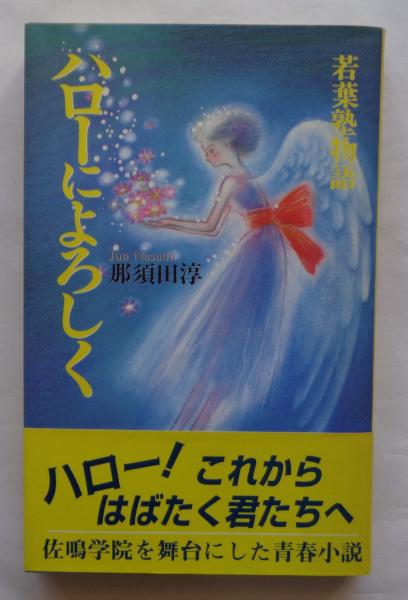 若葉塾物語
ハローによろしく
Jun Nasuda
那須田淳
ハロー!これから
はばたく君たちへ
佐鳴学院を舞台にした青春小説